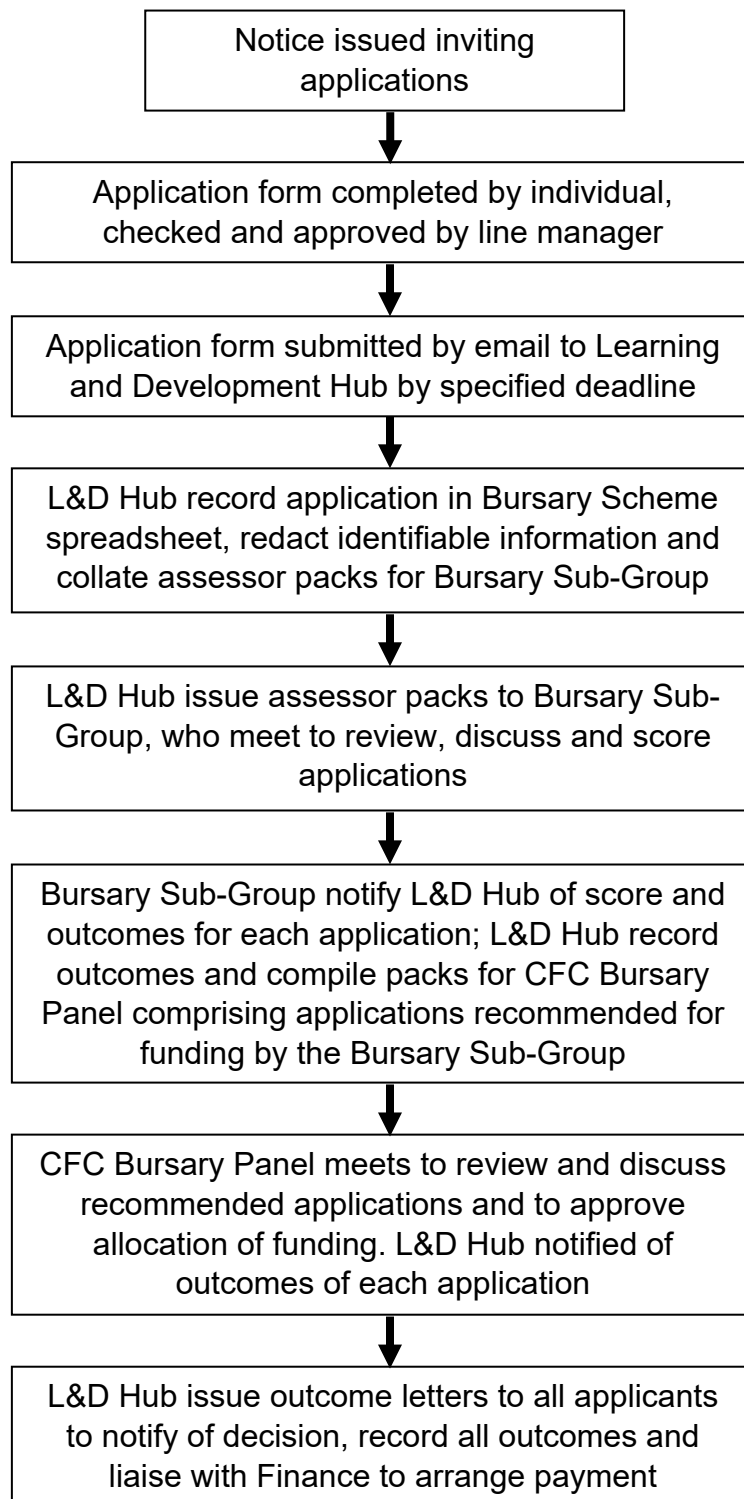 Notice issued inviting
applications
Application form completed by individual,
checked and approved by line manager
Application form submitted by email to Learning
and Development Hub by specified deadline
L&D Hub record application in Bursary Scheme
spreadsheet, redact identifiable information and
collate assessor packs for Bursary Sub-Group
L&D Hub issue assessor packs to Bursary Sub-
Group, who meet to review, discuss and score
applications
Bursary Sub-Group notify L&D Hub of score and
outcomes for each application; L&D Hub record
outcomes and compile packs for CFC Bursary
Panel comprising applications recommended for
funding by the Bursary Sub-Group
CFC Bursary Panel meets to review and discuss
recommended applications and to approve
allocation of funding. L&D Hub notified of
outcomes of each application
L&D Hub issue outcome letters to all applicants
to notify of decision, record all outcomes and
liaise with Finance to arrange payment